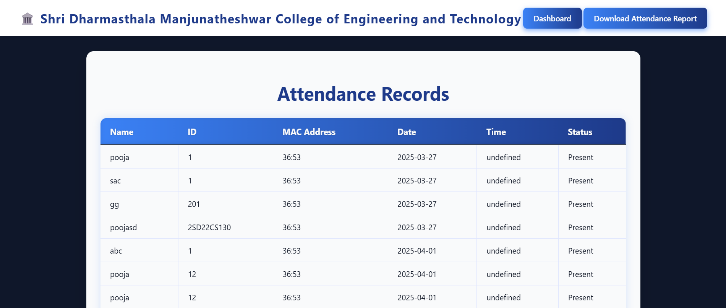 Shri Dharmasthala Manjunatheshwar College of Engineering and Technology Dashboard Download Attendance Report
Attendance Records
Name ID MAC Address Date Time Status
pooja 1 36:53 2025-03-27 undefined Present
sac 1 36:53 2025-03-27 undefined Present
gg 201 36:53 2025-03-27 undefined Present
poojasd 2SD22CS130 36:53 2025-03-27 undefined Present
abc 1 36:53 2025-04-01 undefined Present
pooja 12 36:53 2025-04-01 undefined Present
pooja 12 36:53 2025-04-01 undefined Present